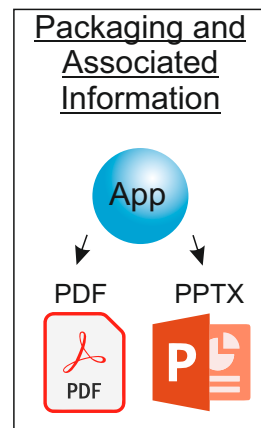 Packaging and
Associated
Information
App
PDF PPTX
PDF P